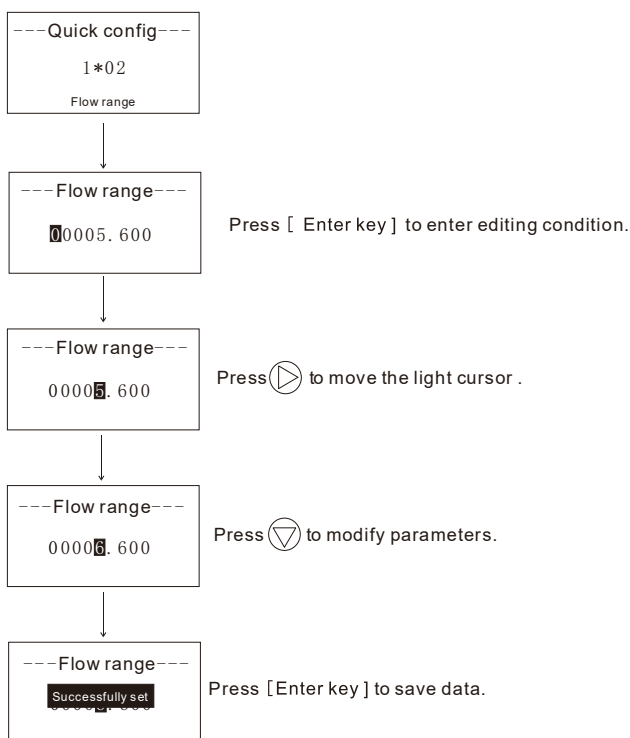 ---Quick config---
1*02
Flow range
---Flow range---
00005.600
Press [ Enter key ] to enter editing condition.
---Flow range---
00005.600
Press to move the light cursor .
---Flow range---
00006.600
Press to modify parameters.
---Flow range---
Successfully set
Press [Enter key ] to save data.